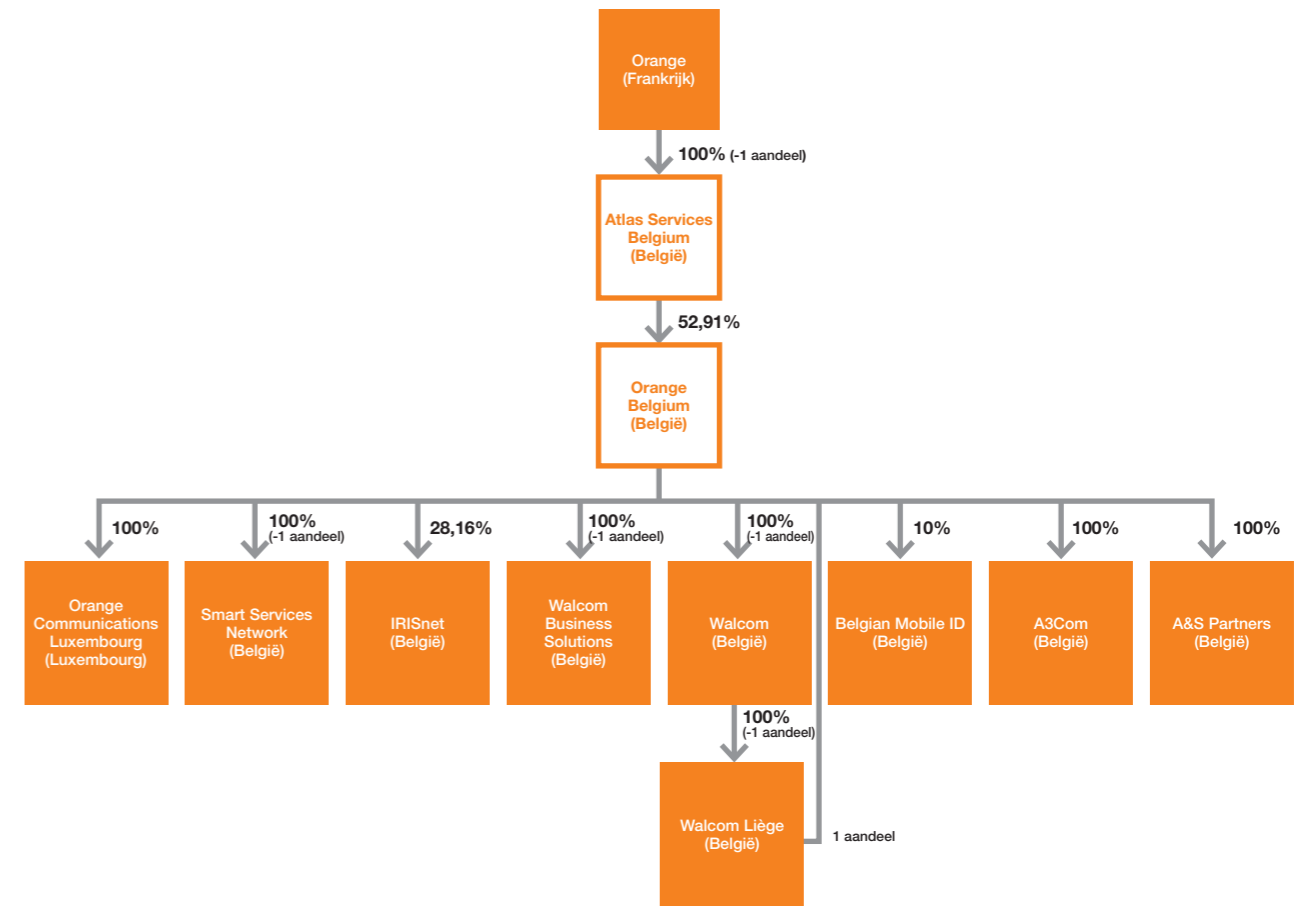 Orange
(Frankrijk)
100% (-1 aandeel)
Atlas Services
Belgium
(België)
52,91%
Orange
Belgium
(België)
100%
100%
(-1 aandeel)
28,16%
100%
(-1 aandeel)
100%
(-1 aandeel)
10%
100%
100%
Orange
Communications
Luxembourg
(Luxembourg)
Smart Services
Network
(België)
IRISnet
(België)
Walcom
Business
Solutions
(België)
Walcom
(België)
Belgian Mobile ID
(België)
A3Com
(België)
A&S Partners
(België)
100%
(-1 aandeel)
Walcom Liège
(België)
1 aandeel